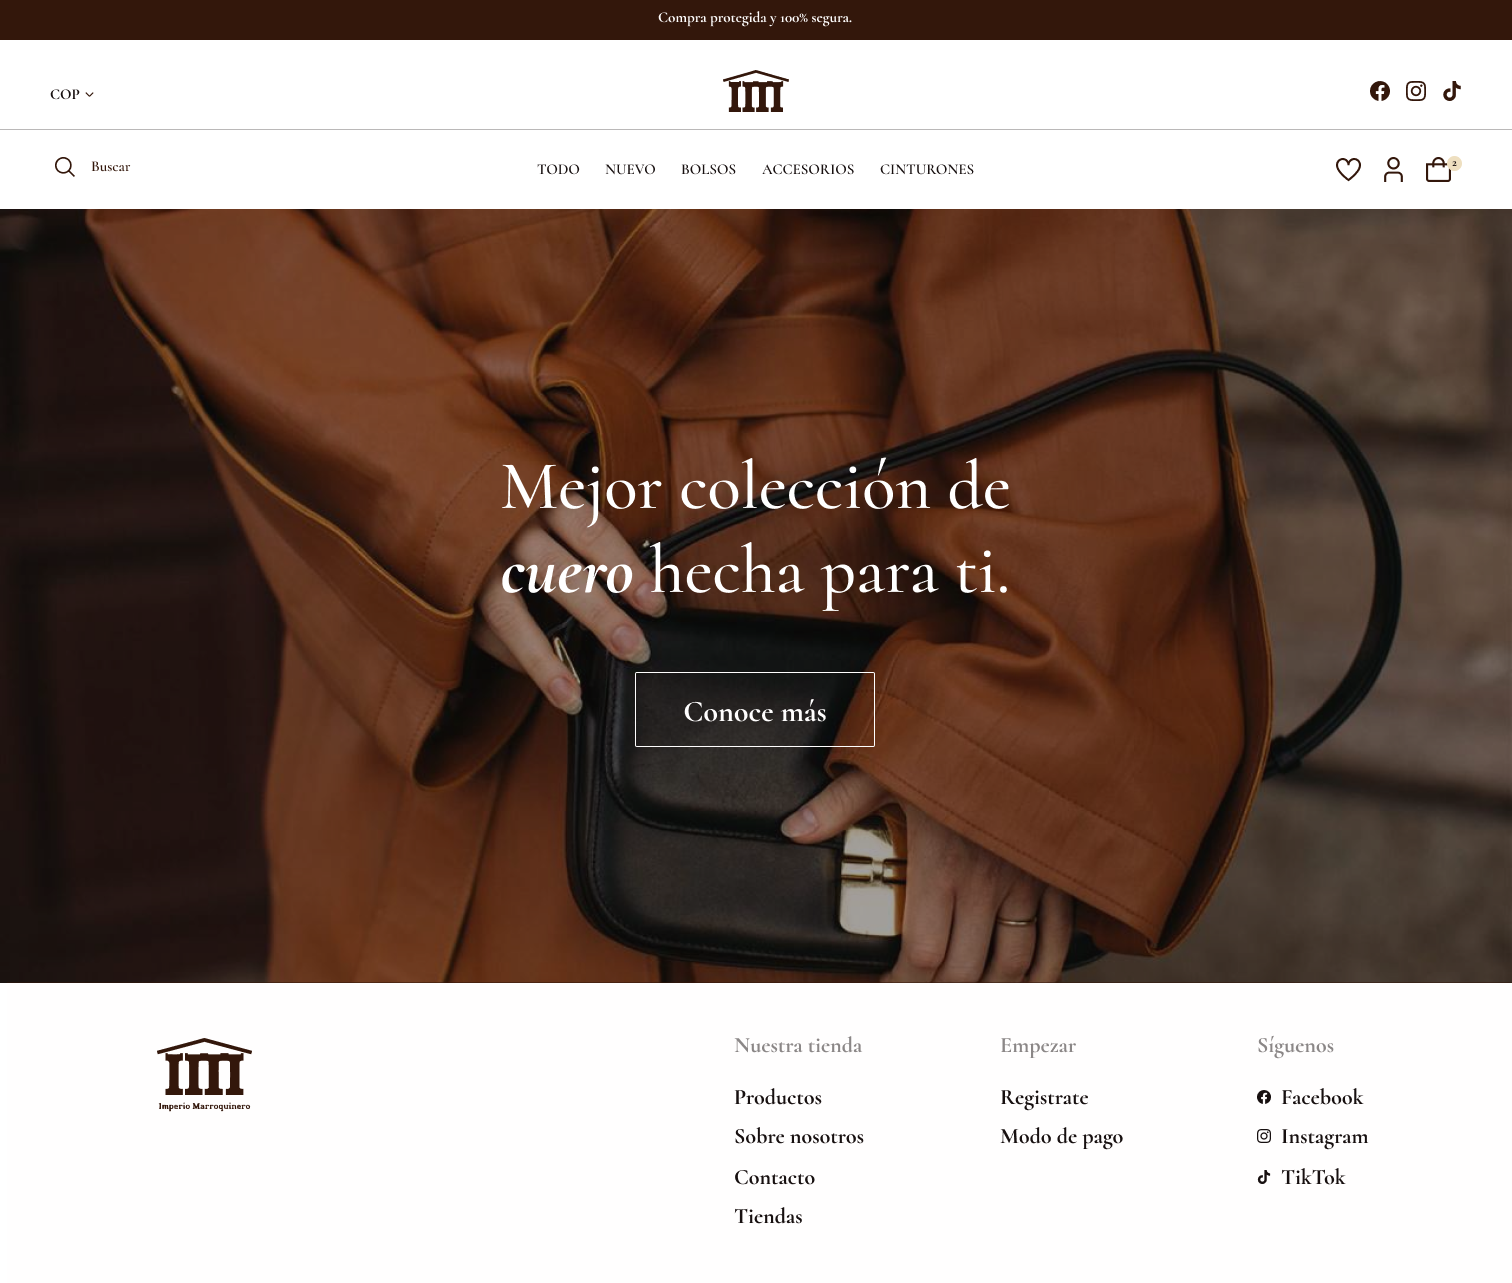 Compra protegida y 100% segura.
COP
Buscar
TODO NUEVO BOLSOS ACCESORIOS CINTURONES
2
Mejor colección de
cuero hecha para ti.
Conoce más
Imperio Marroquinero
Nuestra tienda
Productos
Sobre nosotros
Contacto
Tiendas
Empezar
Registrate
Modo de pago
Síguenos
Facebook
Instagram
TikTok